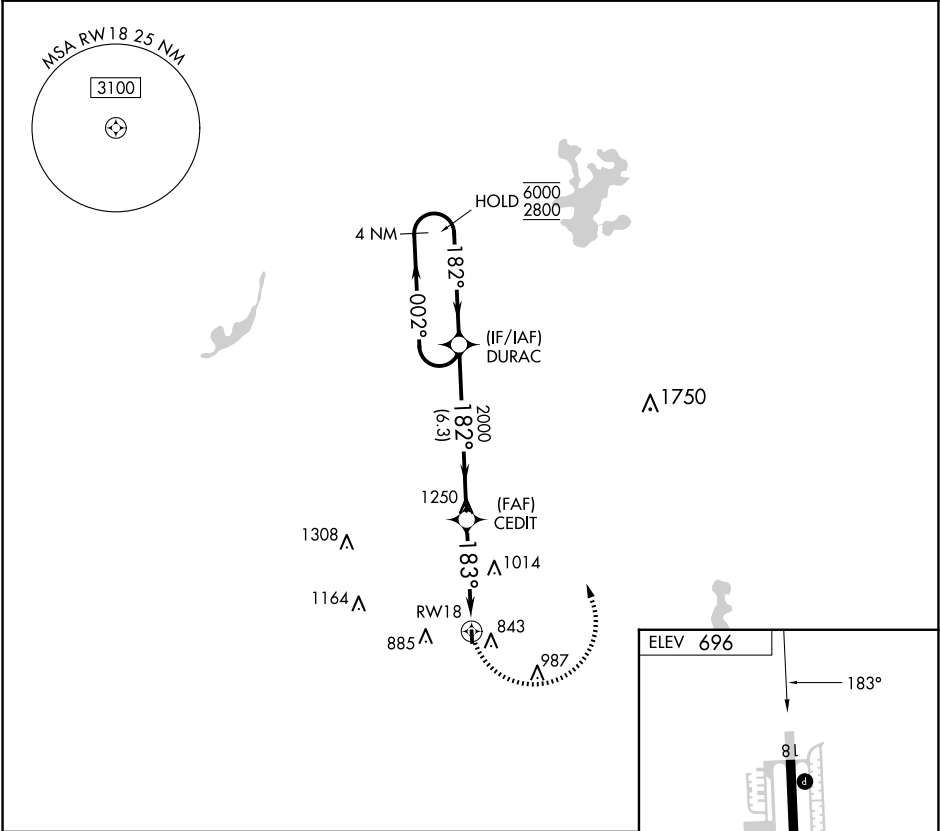 MSA RW18 25 NM
3100
HOLD 6000
2800
4 NM
182°
002°
(IF/IAF)
DURAC
1750
2000
182°
(6.3)
1250
(FAF)
CEDIT
1308
183°
1014
1164
RW18
885
843
987
ELEV 696
183°
18
P